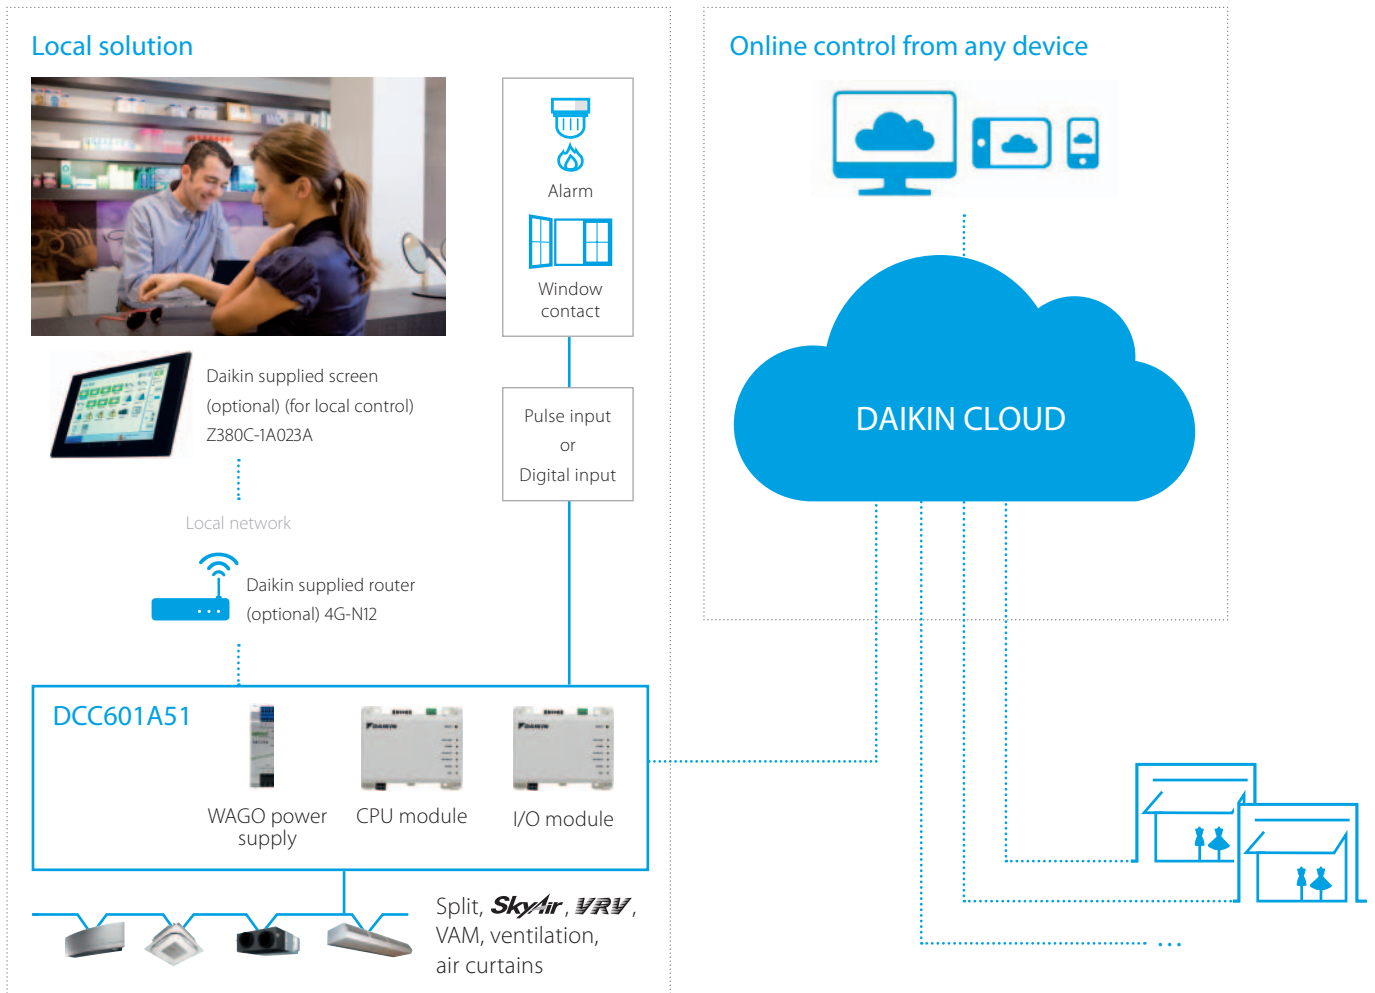 Local solution
Online control from any device
Alarm
Window
contact
Daikin supplied screen
(optional) (for local control)
Z380C-1A023A
Pulse input
or
Digital input
DAIKIN CLOUD
Local network
Daikin supplied router
(optional) 4G-N12
DCC601A51
DAIKIN
DAIKIN
WAGO power
supply
CPU module
I/O module
Split, SkyAir, VRV,
VAM, ventilation,
air curtains
...